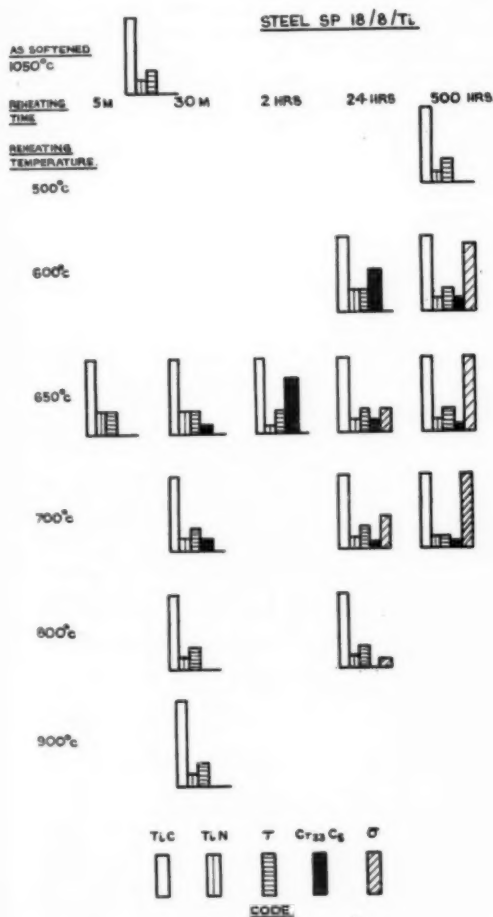 STEEL SP 18/8/Ti
AS SOFTENED
1050°C
REHEATING TIME
5M 30M 2 HRS 24 HRS 500 HRS
REHEATING TEMPERATURE.
500°C
600°C
650°C
700°C
800°C
900°C
TiC TiN T Cr23C6 σ
CODE